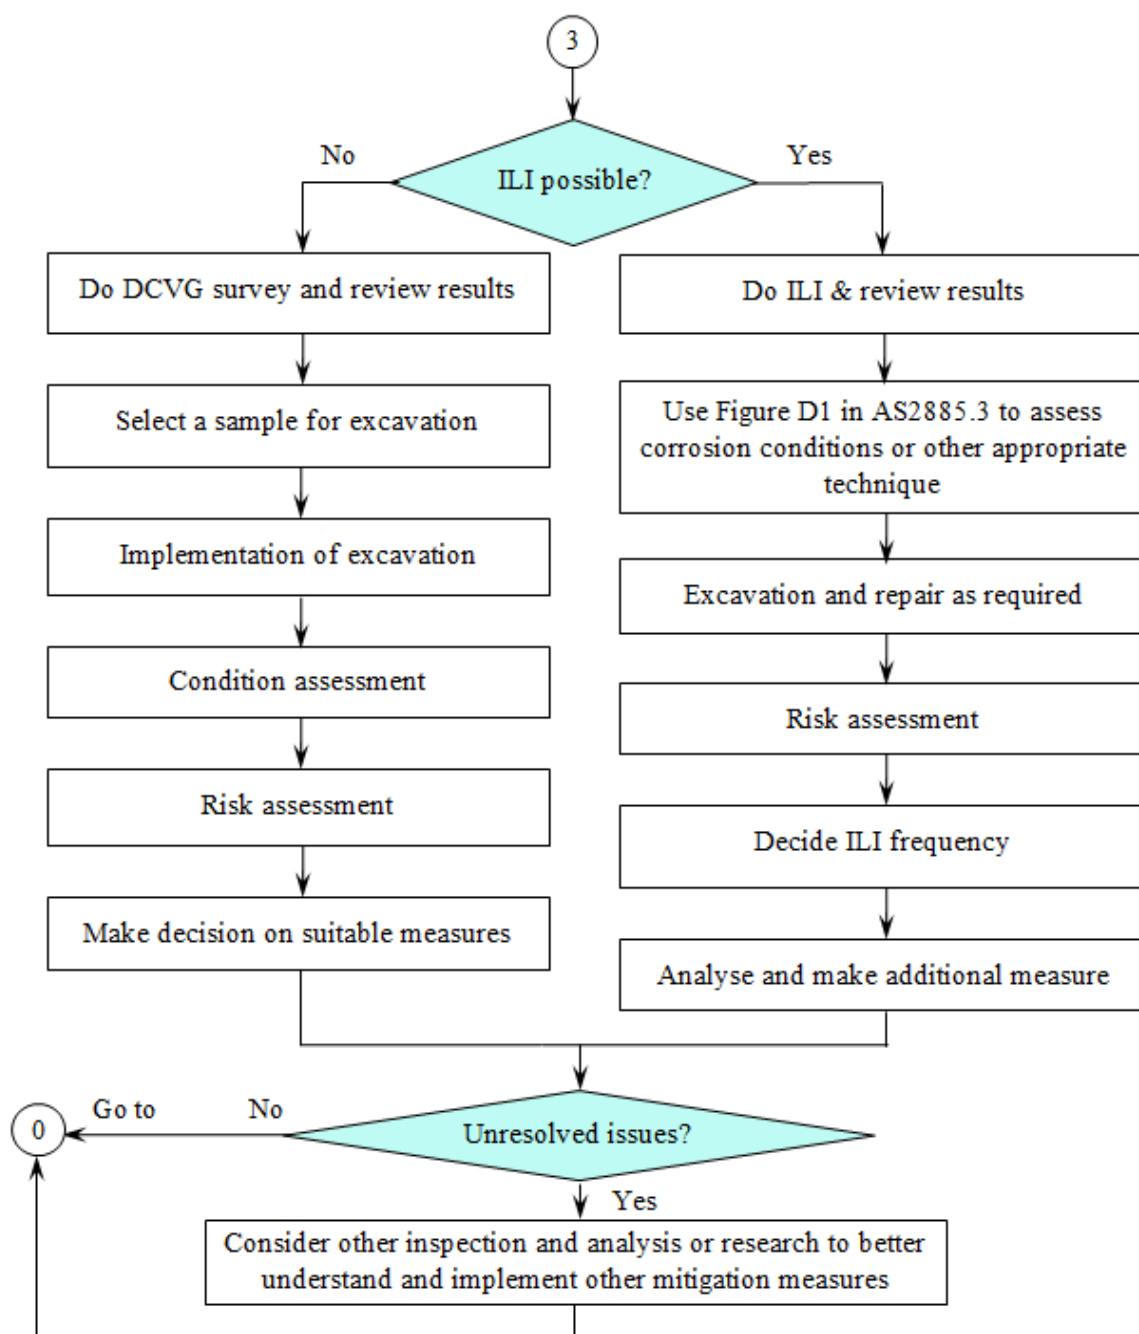 3
No
Yes
ILI possible?
Do DCVG survey and review results
Do ILI & review results
Select a sample for excavation
Use Figure D1 in AS2885.3 to assess
corrosion conditions or other appropriate
technique
Implementation of excavation
Excavation and repair as required
Condition assessment
Risk assessment
Risk assessment
Decide ILI frequency
Make decision on suitable measures
Analyse and make additional measure
0
Go to
No
Unresolved issues?
Yes
Consider other inspection and analysis or research to better
understand and implement other mitigation measures